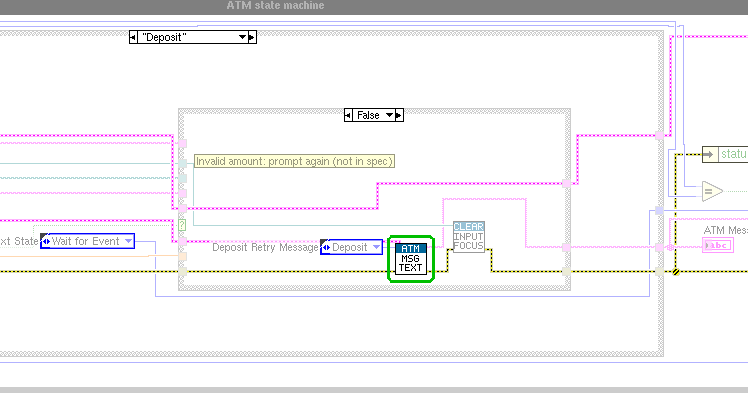 ATM state machine
"Deposit"
False
Invalid amount: prompt again (not in spec)
statu
=
?
xt State
Wait for Event
Deposit Retry Message
Deposit
ATM
MSG
TEXT
CLEAR
INPUT
FOCUS
ATM Mess
abc